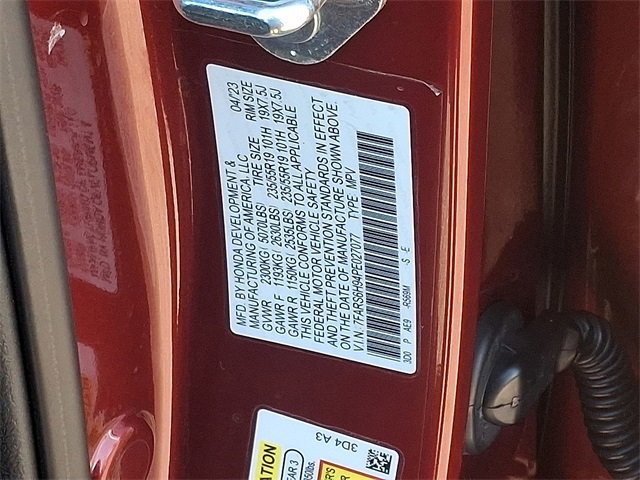 MFD BY HONDA DEVELOPMENT & 04/23
MANUFACTURING OF AMERICA, LLC
TIRE SIZE RIM SIZE
GVWR 2300KG(5070LBS)
GAWR F 1193KG(2630LBS) 235/55R19 101H 19X7.5J
GAWR R 1150KG(2535LBS) 235/55R19 101H 19X7.5J
THIS VEHICLE CONFORMS TO ALL APPLICABLE
FEDERAL MOTOR VEHICLE SAFETY
AND THEFT PREVENTION STANDARDS IN EFFECT
ON THE DATE OF MANUFACTURE SHOWN ABOVE.
V.I.N. 7FARS6H94PE027077 TYPE MPV
3D0 P AE9 -R569M -S -E
3D4 A3